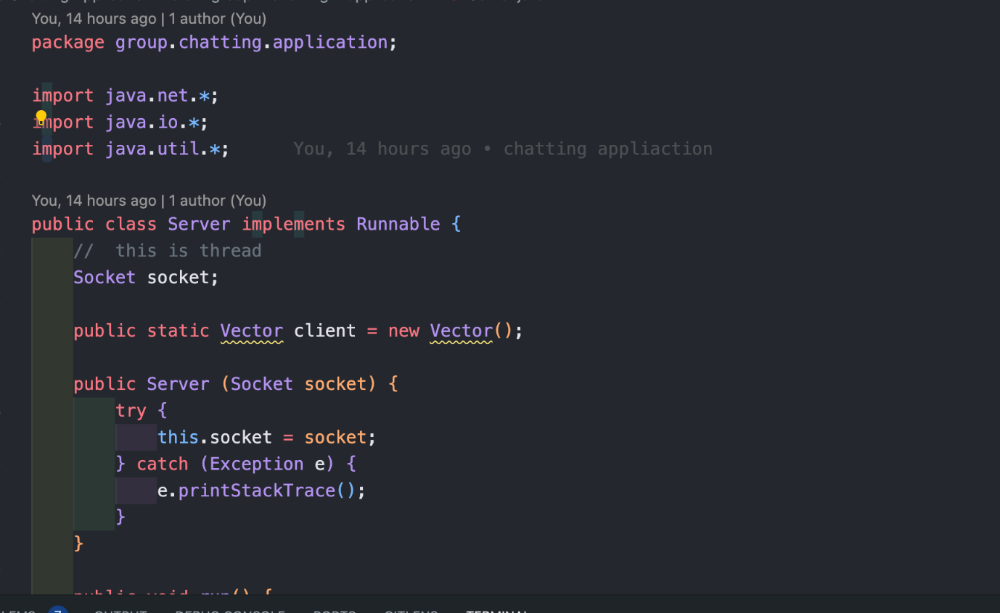 You, 14 hours ago | 1 author (You)
package group.chatting.application;
import java.net.*;
import java.io.*;
import java.util.*;    You, 14 hours ago • chatting appliaction
You, 14 hours ago | 1 author (You)
public class Server implements Runnable {
//  this is thread
Socket socket;
public static Vector client = new Vector();
public Server (Socket socket) {
try {
this.socket = socket;
} catch (Exception e) {
e.printStackTrace();
}
}
public void run() {
7 OUTPUT DEBUG CONSOLE PORTS GITLENS TERMINAL